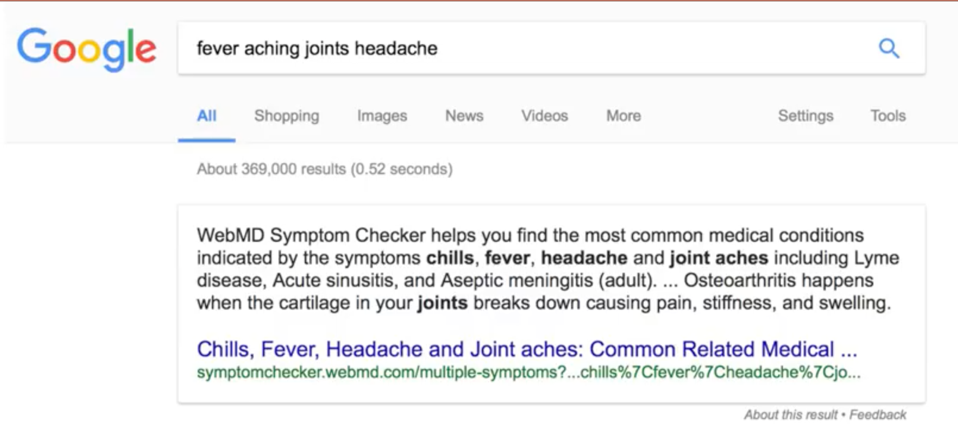 Google
fever aching joints headache
All Shopping Images News Videos More Settings Tools
About 369,000 results (0.52 seconds)
WebMD Symptom Checker helps you find the most common medical conditions
indicated by the symptoms chills, fever, headache and joint aches including Lyme
disease, Acute sinusitis, and Aseptic meningitis (adult). ... Osteoarthritis happens
when the cartilage in your joints breaks down causing pain, stiffness, and swelling.
Chills, Fever, Headache and Joint aches: Common Related Medical ...
symptomchecker.webmd.com/multiple-symptoms?...chills%7Cfever%7Cheadache%7Cjo...
About this result • Feedback